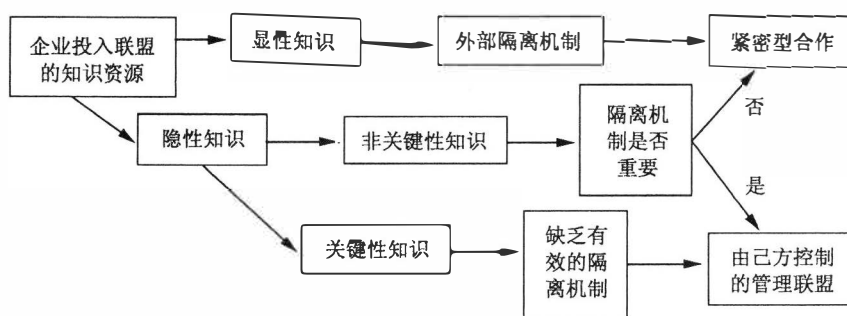 企业投入联盟
的知识资源
显性知识
外部隔离机制
紧密型合作
隐性知识
非关键性知识
隔离机
制是否
重要
否
是
关键性知识
缺乏有
效的隔
离机制
由己方控制
的管理联盟